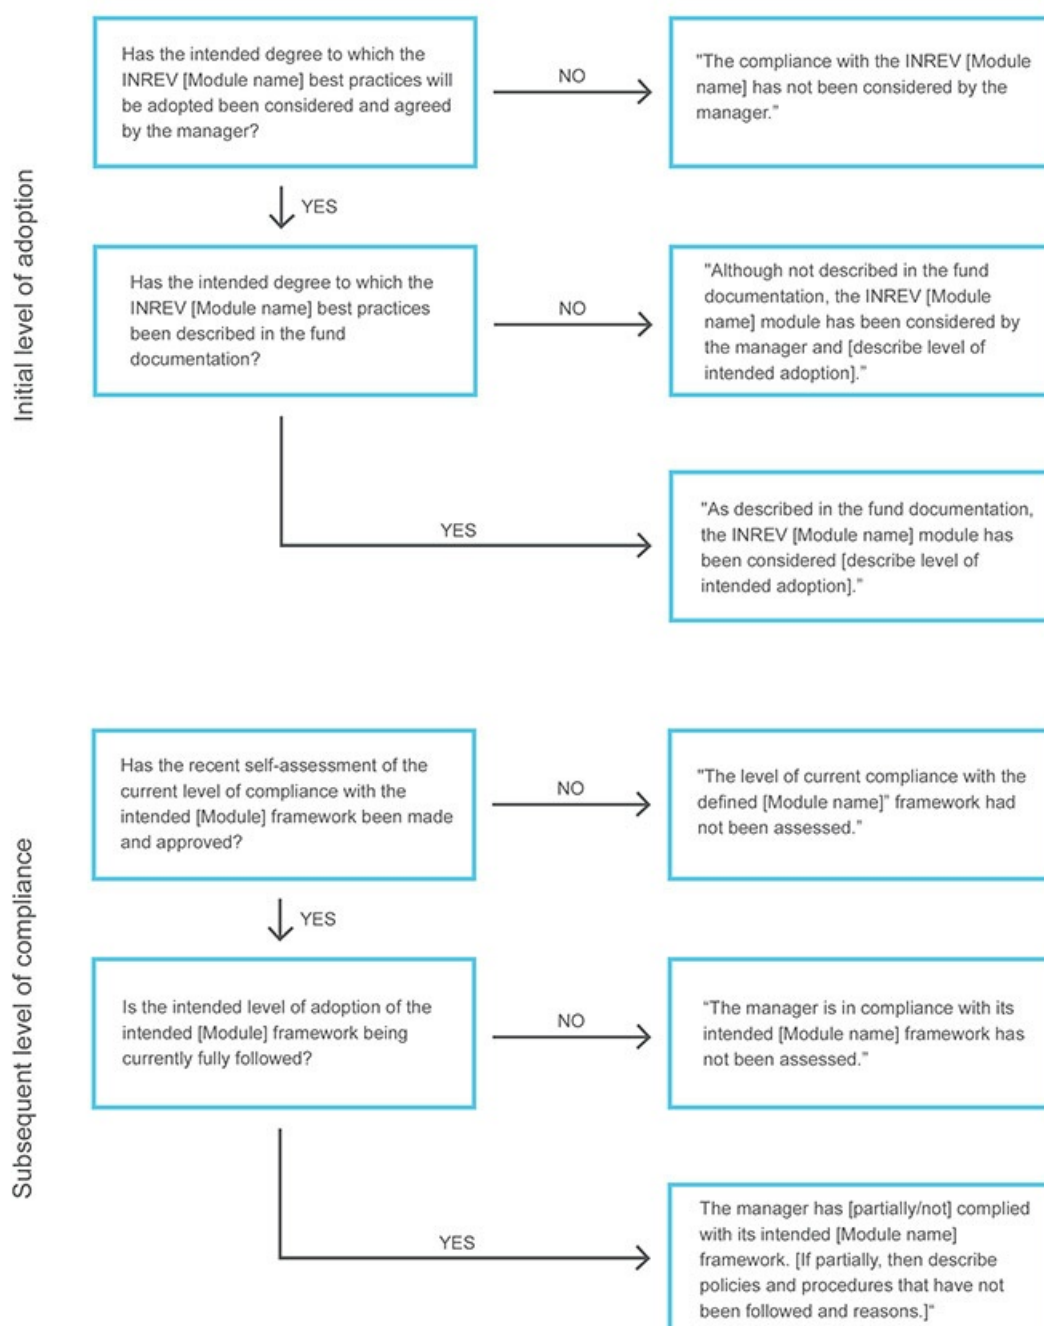 Initial level of adoption
Has the intended degree to which the
INREV [Module name] best practices will
be adopted been considered and agreed
by the manager?
NO
"The compliance with the INREV [Module
name] has not been considered by the
manager.”
YES
Has the intended degree to which the
INREV [Module name] best practices
been described in the fund
documentation?
NO
"Although not described in the fund
documentation, the INREV [Module
name] module has been considered by
the manager and [describe level of
intended adoption].”
YES
"As described in the fund documentation,
the INREV [Module name] module has
been considered [describe level of
intended adoption].”
Subsequent level of compliance
Has the recent self-assessment of the
current level of compliance with the
intended [Module] framework been made
and approved?
NO
"The level of current compliance with the
defined [Module name]” framework had
not been assessed.”
YES
Is the intended level of adoption of the
intended [Module] framework being
currently fully followed?
NO
“The manager is in compliance with its
intended [Module name] framework has
not been assessed.”
YES
The manager has [partially/not] complied
with its intended [Module name]
framework. [If partially, then describe
policies and procedures that have not
been followed and reasons.]“